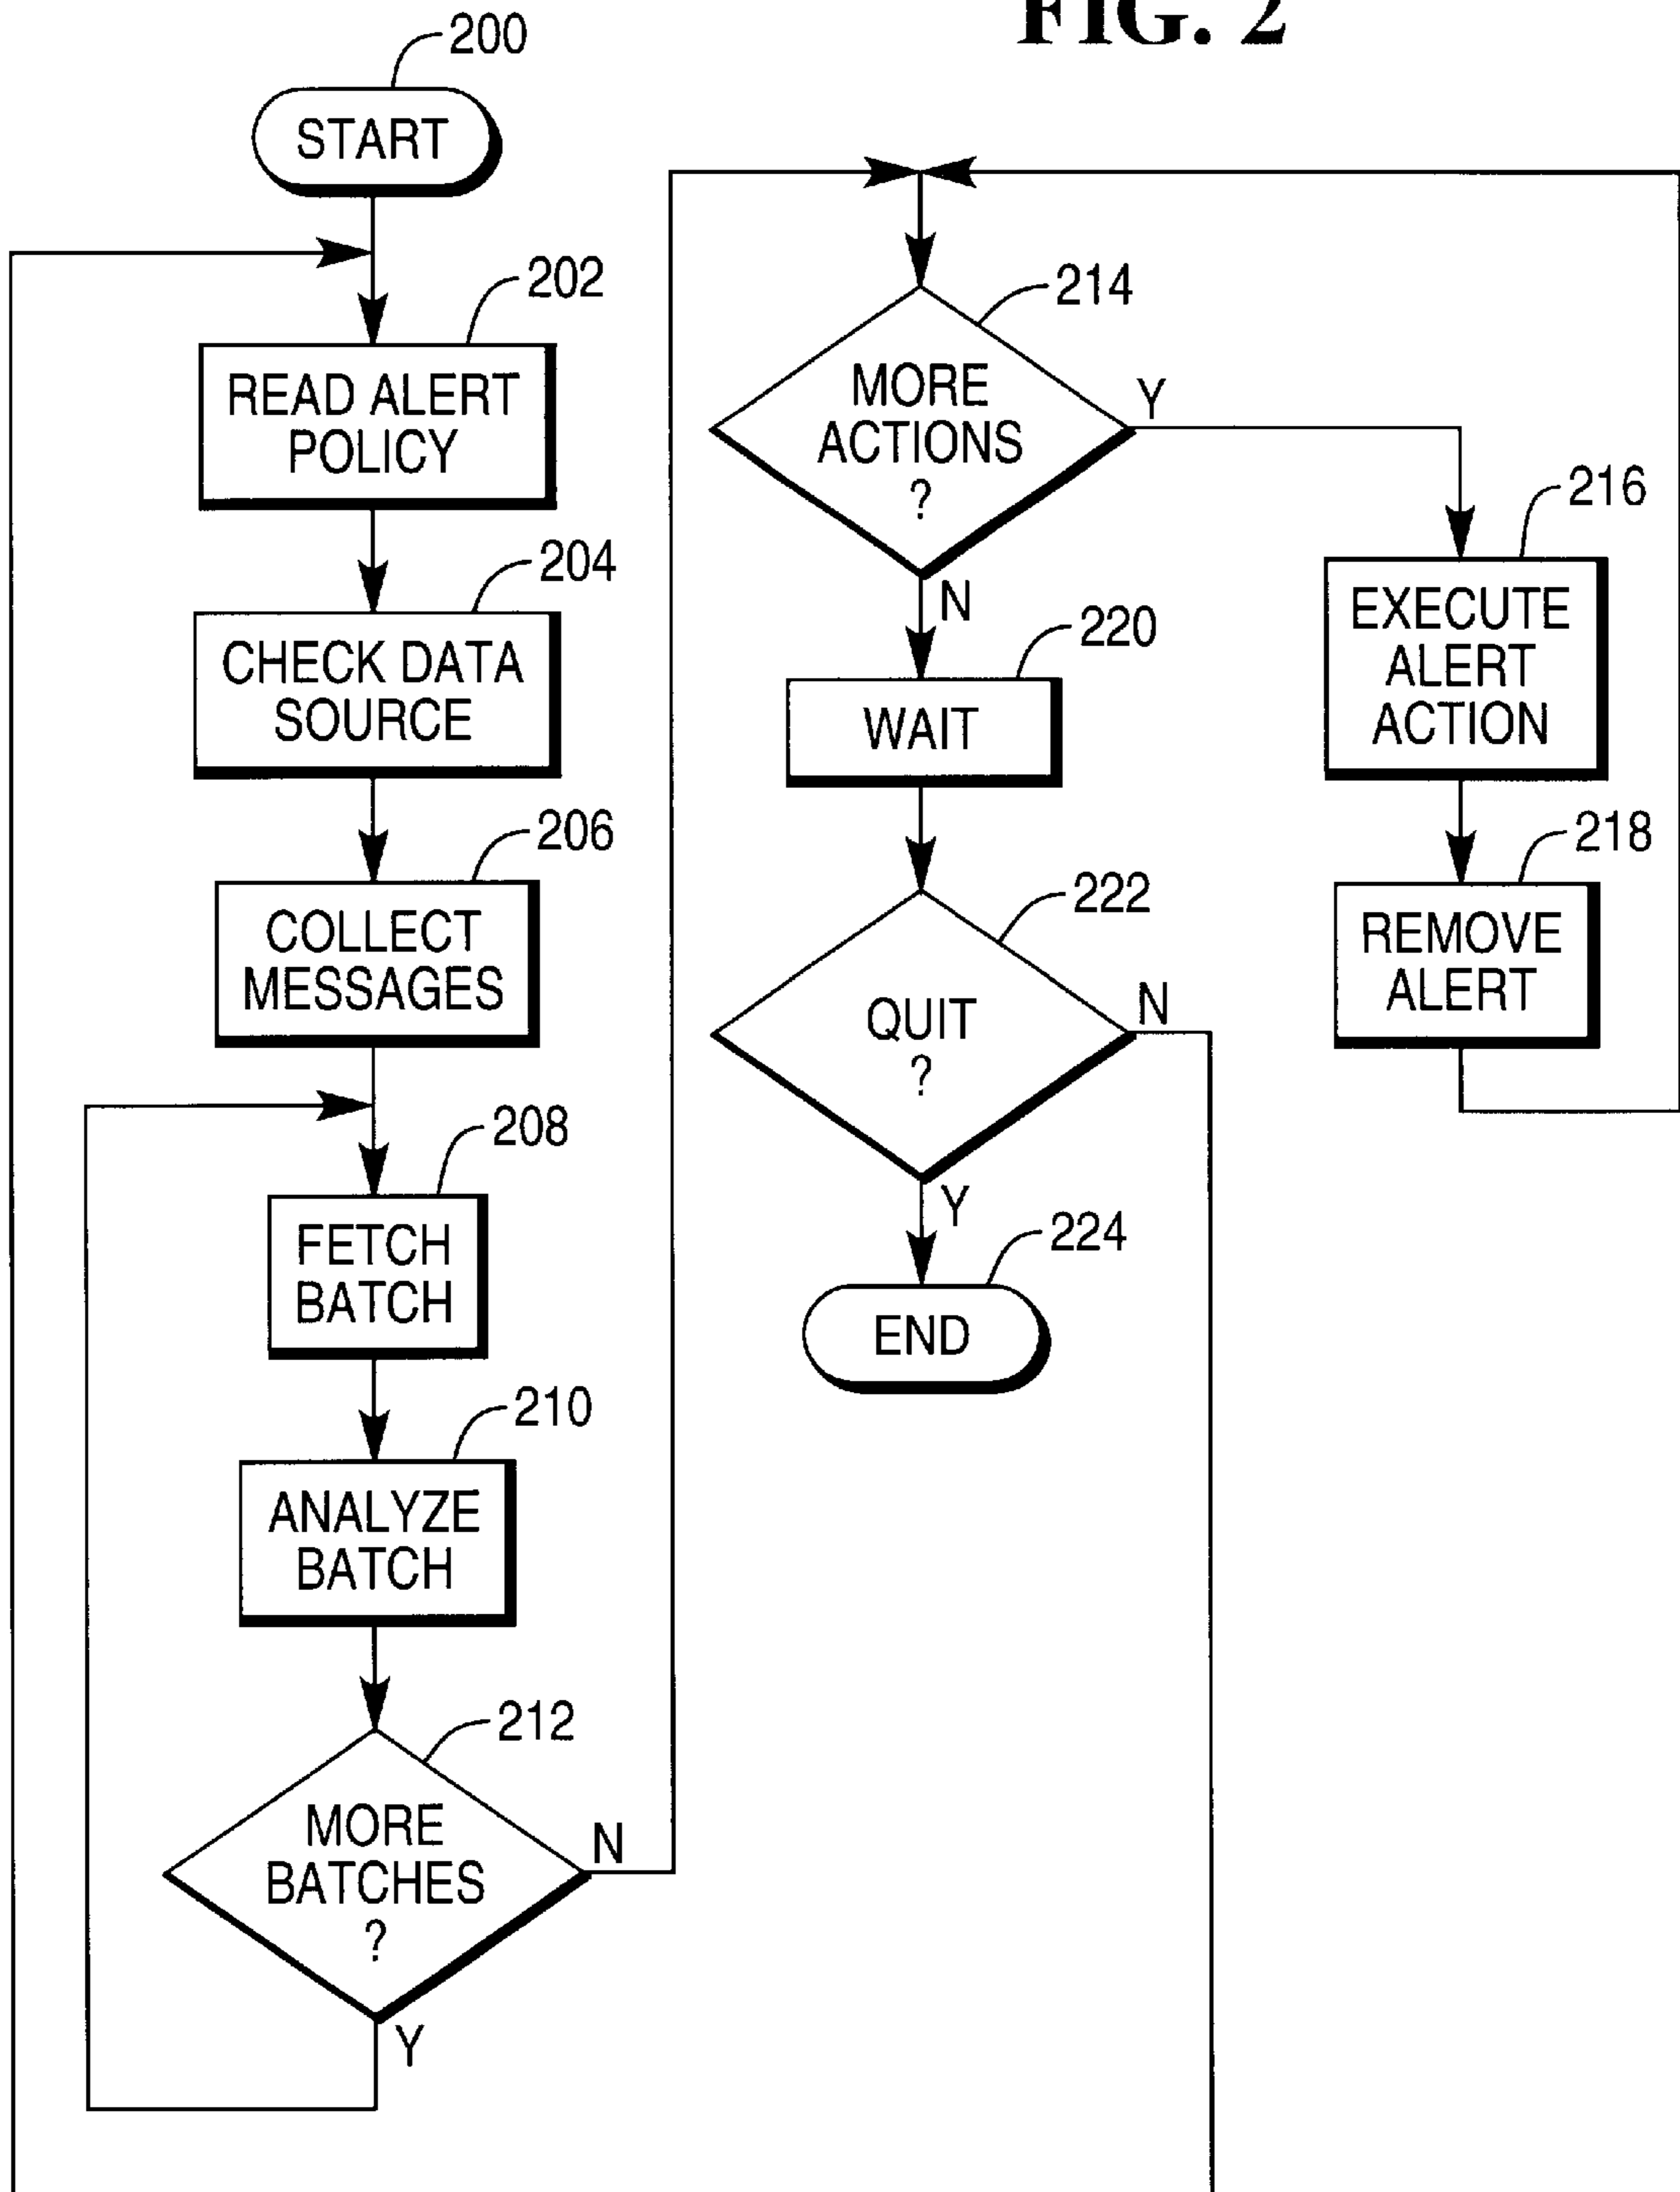 FIG. 2
200
START
202
READ ALERT
POLICY
204
CHECK DATA
SOURCE
206
COLLECT
MESSAGES
208
FETCH
BATCH
210
ANALYZE
BATCH
212
MORE
BATCHES
?
N
Y
214
MORE
ACTIONS
?
Y
N
216
EXECUTE
ALERT
ACTION
218
REMOVE
ALERT
220
WAIT
222
QUIT
?
N
Y
224
END